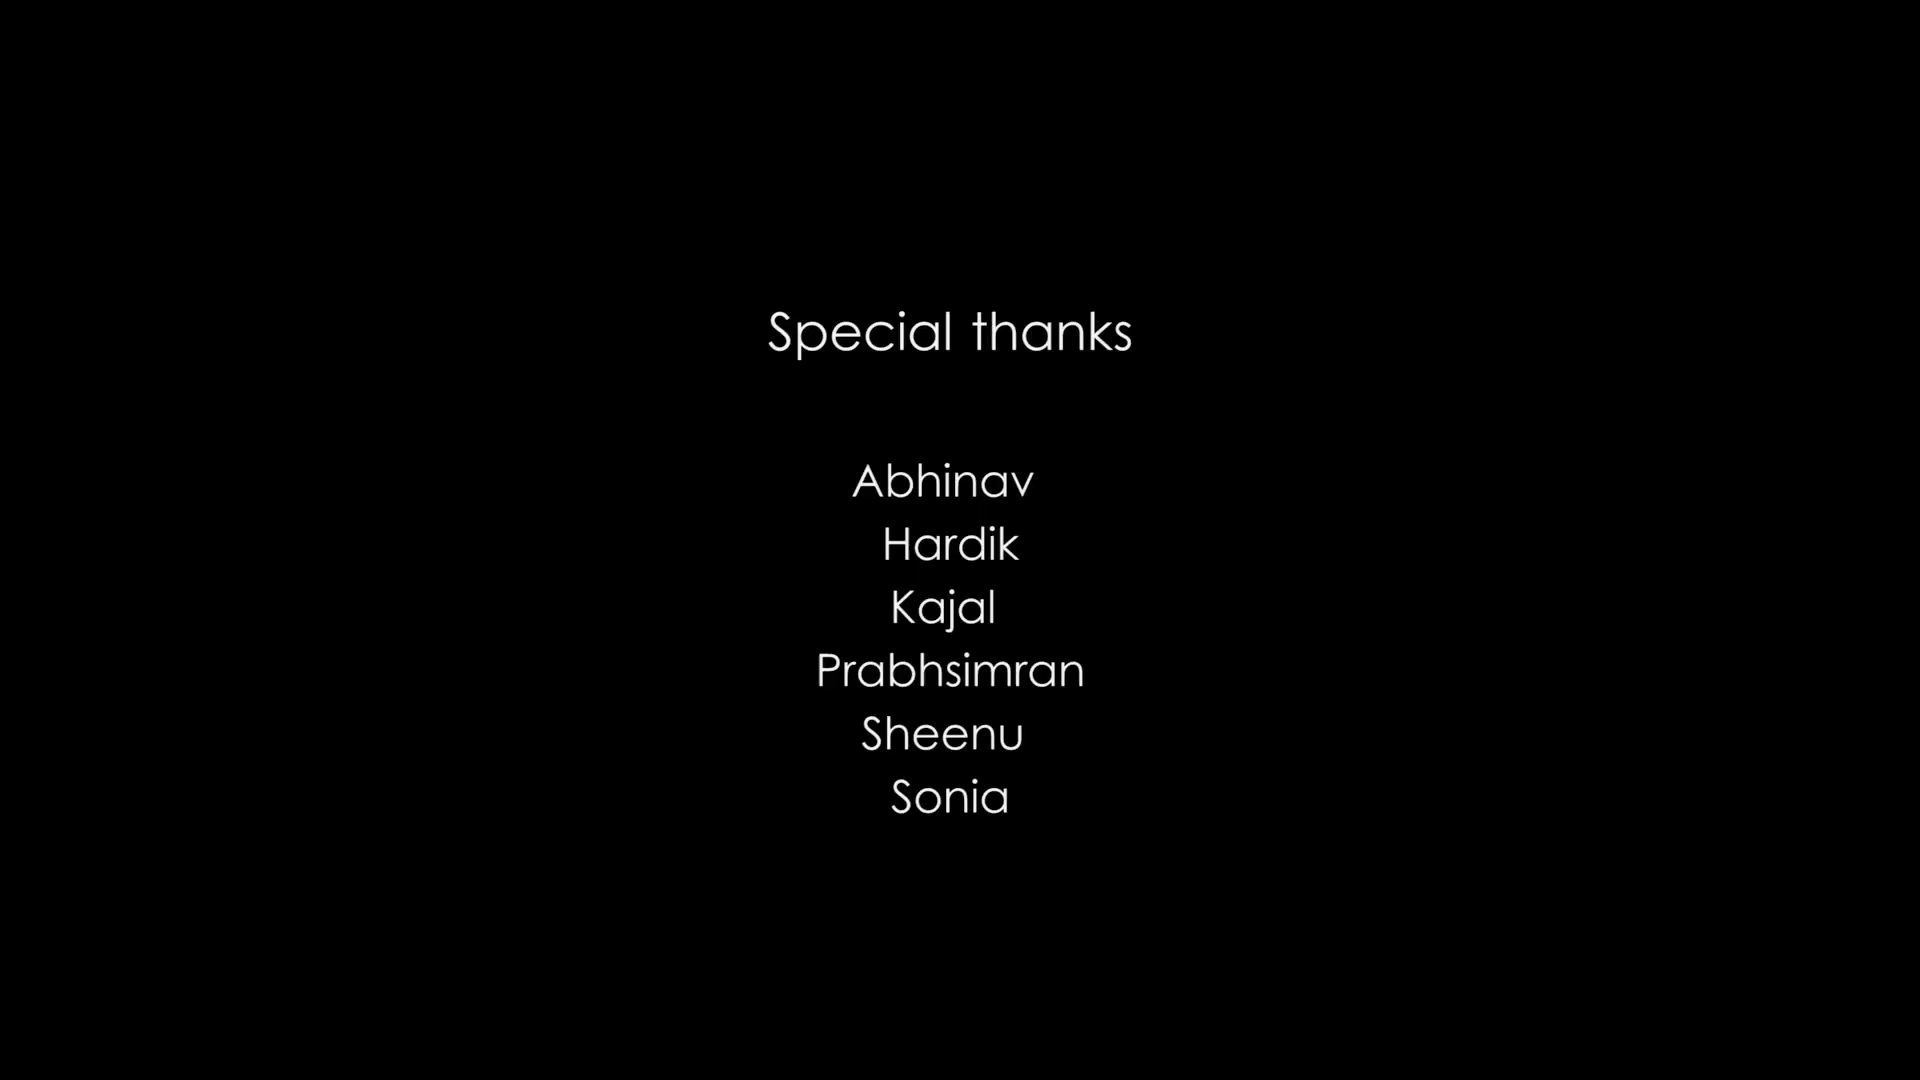 Special thanks
Abhinav
Hardik
Kajal
Prabhsimran
Sheenu
Sonia